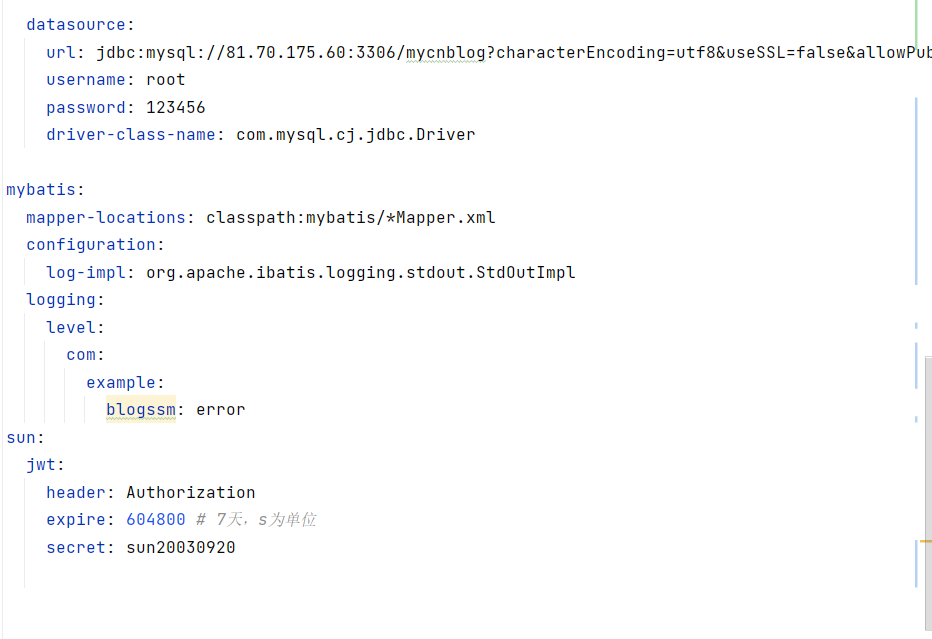 datasource:
url: jdbc:mysql://81.70.175.60:3306/mycnblog?characterEncoding=utf8&useSSL=false&allowPub
username: root
password: 123456
driver-class-name: com.mysql.cj.jdbc.Driver
mybatis:
mapper-locations: classpath:mybatis/*Mapper.xml
configuration:
log-impl: org.apache.ibatis.logging.stdout.StdOutImpl
logging:
level:
com:
example:
blogssm: error
sun:
jwt:
header: Authorization
expire: 604800 # 7天，s为单位
secret: sun20030920